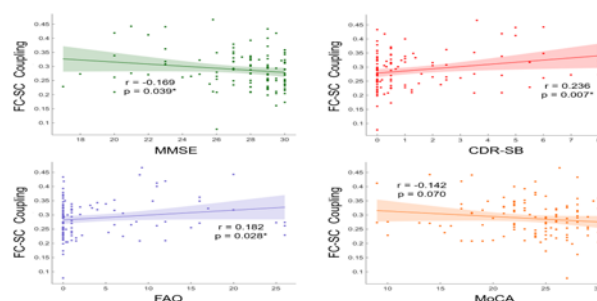 FC-SC Coupling
0.45
0.4
0.35
0.3
0.25
0.2
0.15
0.1
r = -0.169
p = 0.039*
18 20 22 24 26 28 30
MMSE
FC-SC Coupling
0.45
0.4
0.35
0.3
0.25
0.2
0.15
0.1
r = 0.236
p = 0.007*
0 1 2 3 4 5 6 7
CDR-SB
FC-SC Coupling
0.45
0.4
0.35
0.3
0.25
0.2
0.15
0.1
r = 0.182
p = 0.028*
0 5 10 15 20 25
FAQ
FC-SC Coupling
0.45
0.4
0.35
0.3
0.25
0.2
0.15
0.1
r = -0.142
p = 0.070
10 15 20 25
MoCA